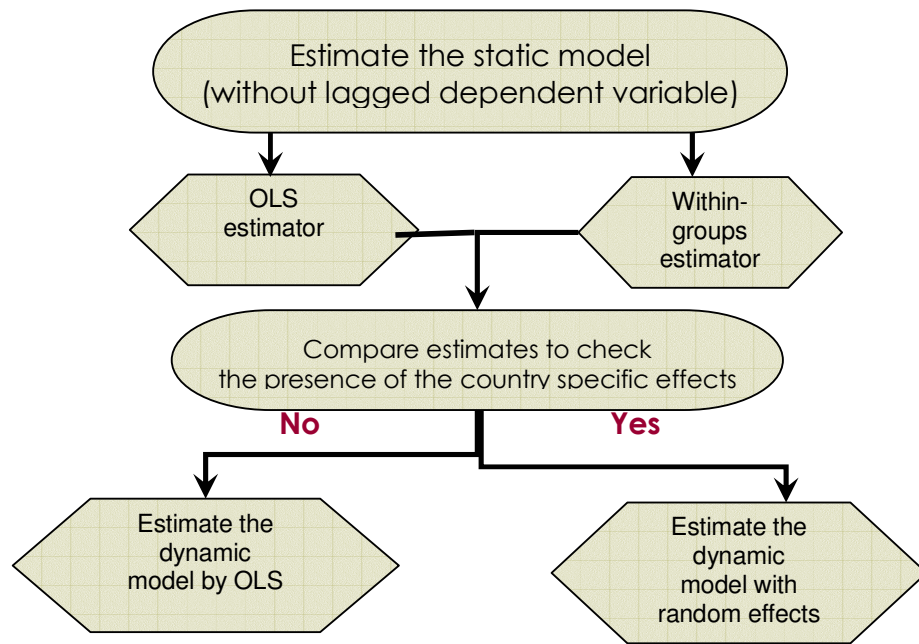 Estimate the static model
(without lagged dependent variable)
OLS
estimator
Within-
groups
estimator
Compare estimates to check
the presence of the country specific effects
No
Yes
Estimate the
dynamic
model by OLS
Estimate the
dynamic
model with
random effects